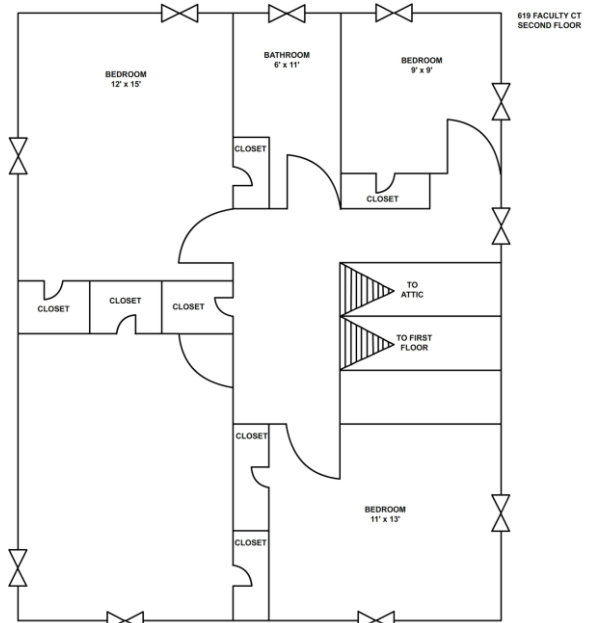 619 FACULTY CT
SECOND FLOOR
BEDROOM
12' x 15'
BATHROOM
6' x 11'
BEDROOM
9' x 9'
CLOSET
CLOSET
TO
ATTIC
CLOSET
CLOSET
CLOSET
TO FIRST
FLOOR
CLOSET
BEDROOM
11' x 13'
CLOSET